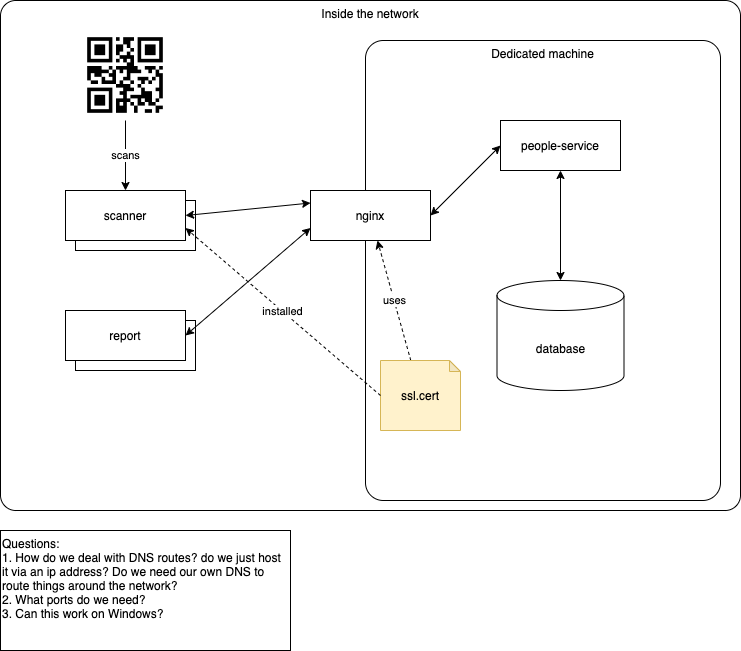 Inside the network
Dedicated machine
people-service
scans
scanner
nginx
uses
installed
report
database
ssl.cert
Questions:
1. How do we deal with DNS routes? do we just host
it via an ip address? Do we need our own DNS to
route things around the network?
2. What ports do we need?
3. Can this work on Windows?